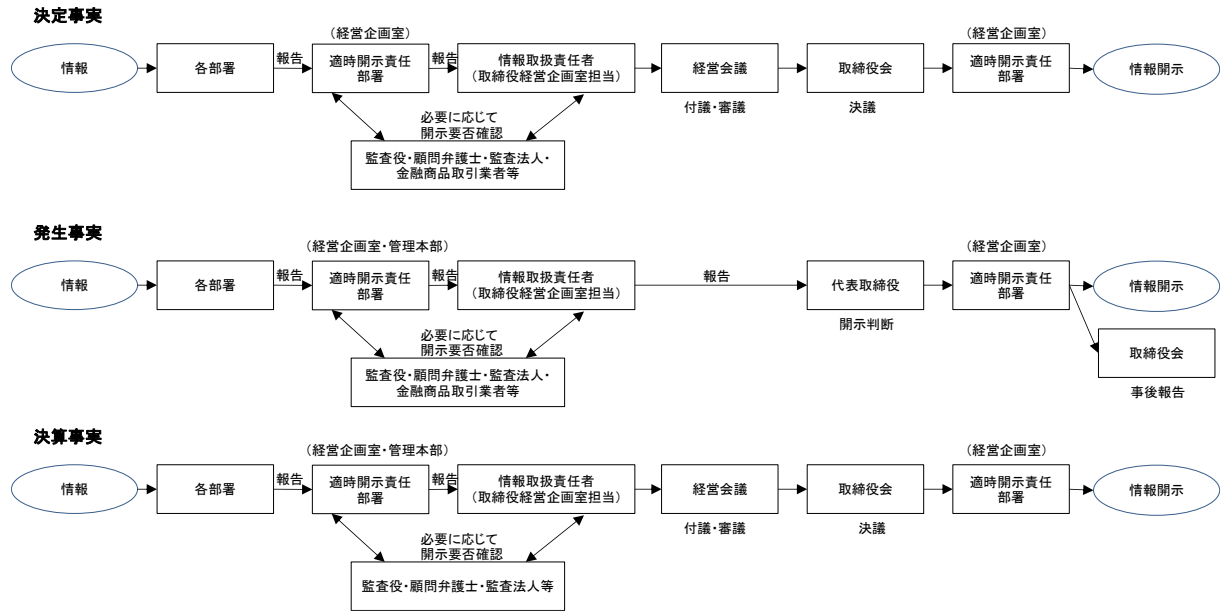 決定事実
（経営企画室）
（経営企画室）
情報
各部署
報告
適時開示責任
部署
報告
情報取扱責任者
（取締役経営企画室担当）
経営会議
取締役会
適時開示責任
部署
情報開示
付議・審議
決議
必要に応じて
開示要否確認
監査役・顧問弁護士・監査法人・
金融商品取引業者等
発生事実
（経営企画室・管理本部）
（経営企画室）
情報
各部署
報告
適時開示責任
部署
報告
情報取扱責任者
（取締役経営企画室担当）
報告
代表取締役
適時開示責任
部署
情報開示
開示判断
必要に応じて
開示要否確認
取締役会
監査役・顧問弁護士・監査法人・
金融商品取引業者等
事後報告
決算事実
（経営企画室・管理本部）
（経営企画室）
情報
各部署
報告
適時開示責任
部署
報告
情報取扱責任者
（取締役経営企画室担当）
経営会議
取締役会
適時開示責任
部署
情報開示
付議・審議
決議
必要に応じて
開示要否確認
監査役・顧問弁護士・監査法人等